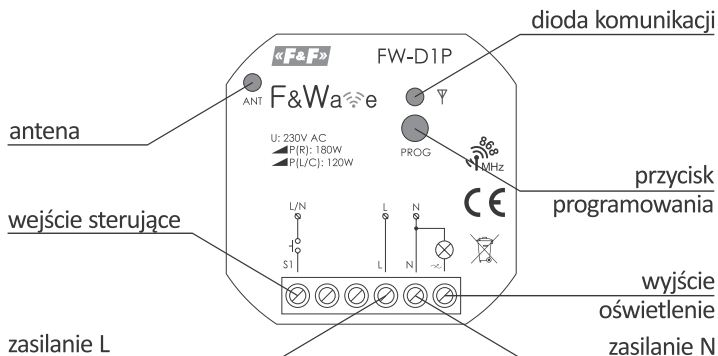 dioda komunikacji
«F&F»
FW-D1P
ANT
F&Wave
antena
U: 230V AC
P(R): 180W
P(L/C): 120W
PROG
868
MHz
przycisk
programowania
CE
wejście sterujące
L/N
L
N
S1
L
N
wyjście
oświetlenie
zasilanie L
zasilanie N